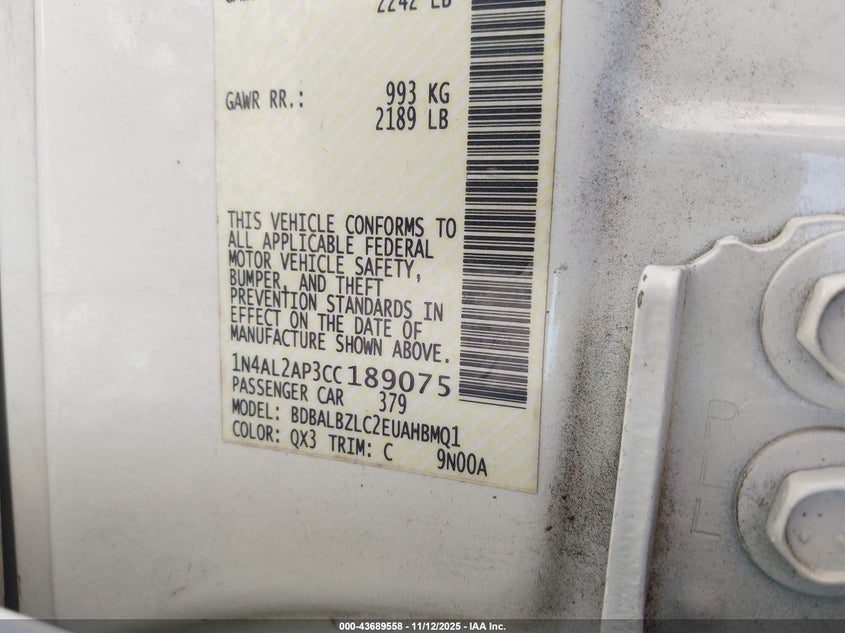 2242 LB
GAWR RR.: 993 KG
2189 LB
THIS VEHICLE CONFORMS TO
ALL APPLICABLE FEDERAL
MOTOR VEHICLE SAFETY,
BUMPER, AND THEFT
PREVENTION STANDARDS IN
EFFECT ON THE DATE OF
MANUFACTURE SHOWN ABOVE.
1N4AL2AP3CC189075
PASSENGER CAR 379
MODEL: BDBALBZLC2EUAHBMQ1
COLOR: QX3 TRIM: C 9N00A
PLL
000-43689558 - 11/12/2025 - IAA Inc.